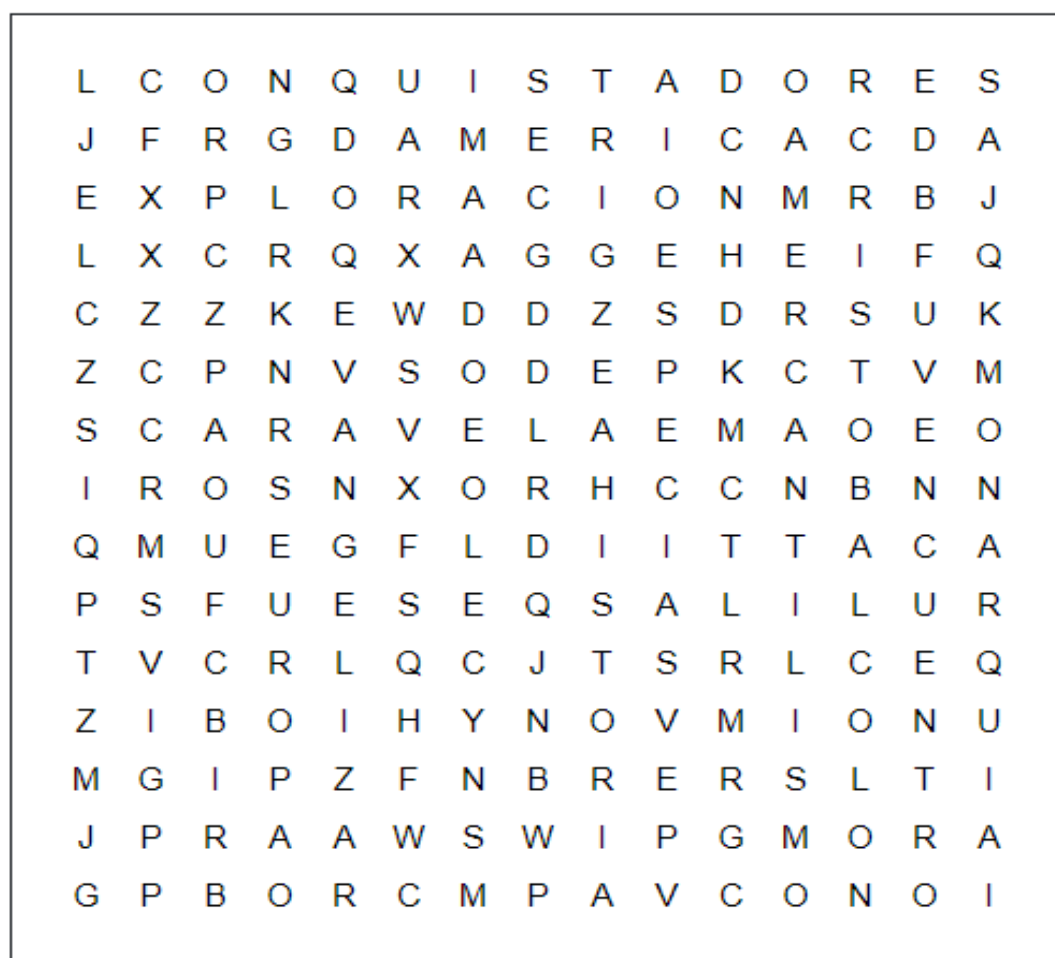 L C O N Q U I S T A D O R E S
J F R G D A M E R I C A C D A
E X P L O R A C I O N M R B J
L X C R Q X A G G E H E I F Q
C Z Z K E W D D Z S D R S U K
Z C P N V S O D E P K C T V M
S C A R A V E L A E M A O E O
I R O S N X O R H C C N B N N
Q M U E G F L D I I T T A C A
P S F U E S E Q S A L I L U R
T V C R L Q C J T S R L C E Q
Z I B O I H Y N O V M I O N U
M G I P Z F N B R E R S L T I
J P R A A W S W I P G M O R A
G P B O R C M P A V C O N O I